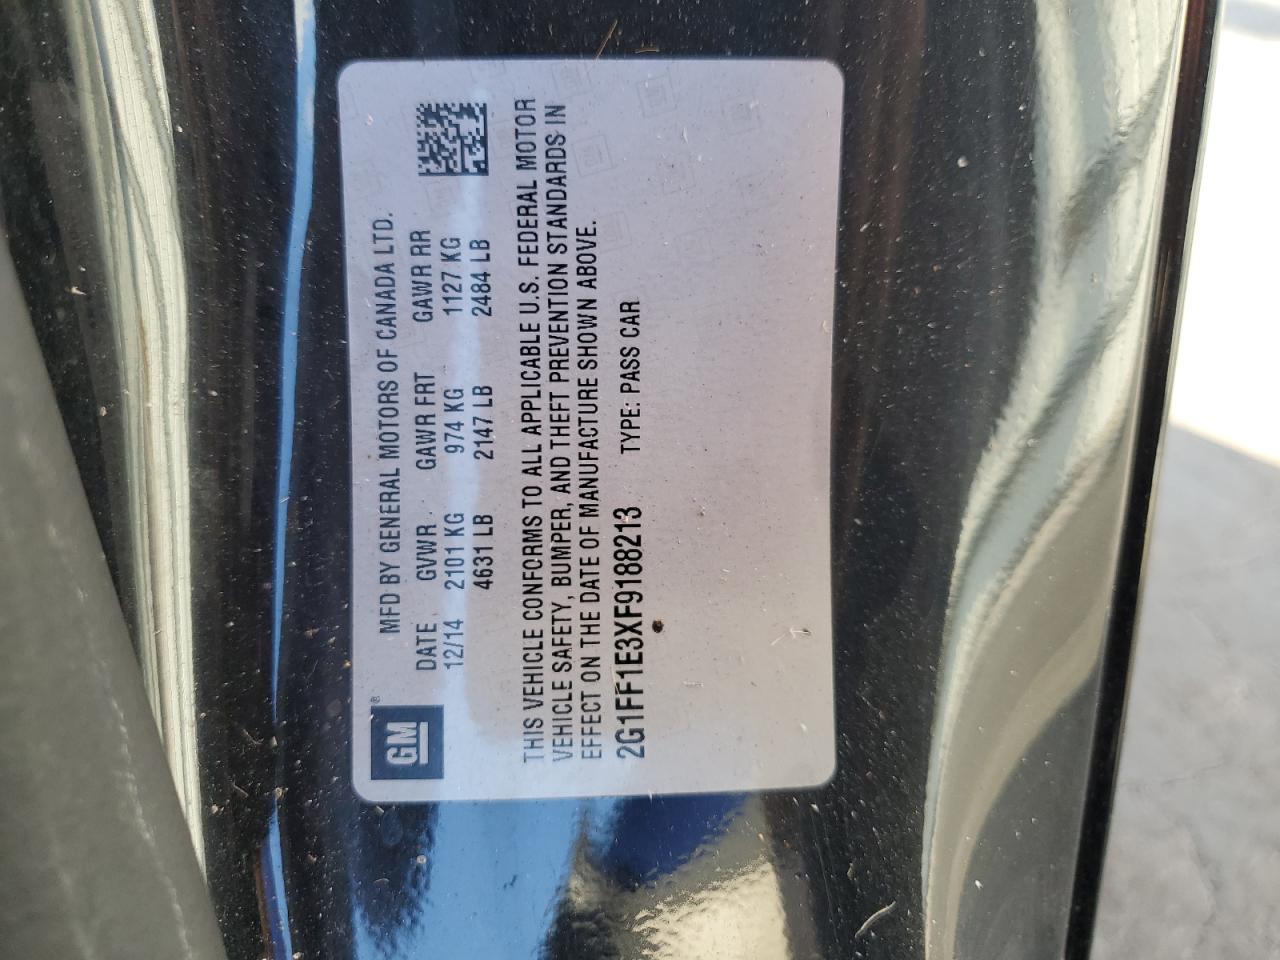 GM®
MFD BY GENERAL MOTORS OF CANADA LTD.
DATE GVWR GAWR FRT GAWR RR
12/14 2101 KG 974 KG 1127 KG
4631 LB 2147 LB 2484 LB
THIS VEHICLE CONFORMS TO ALL APPLICABLE U.S. FEDERAL MOTOR
VEHICLE SAFETY, BUMPER, AND THEFT PREVENTION STANDARDS IN
EFFECT ON THE DATE OF MANUFACTURE SHOWN ABOVE.
2G1FF1E3XF9188213 TYPE: PASS CAR